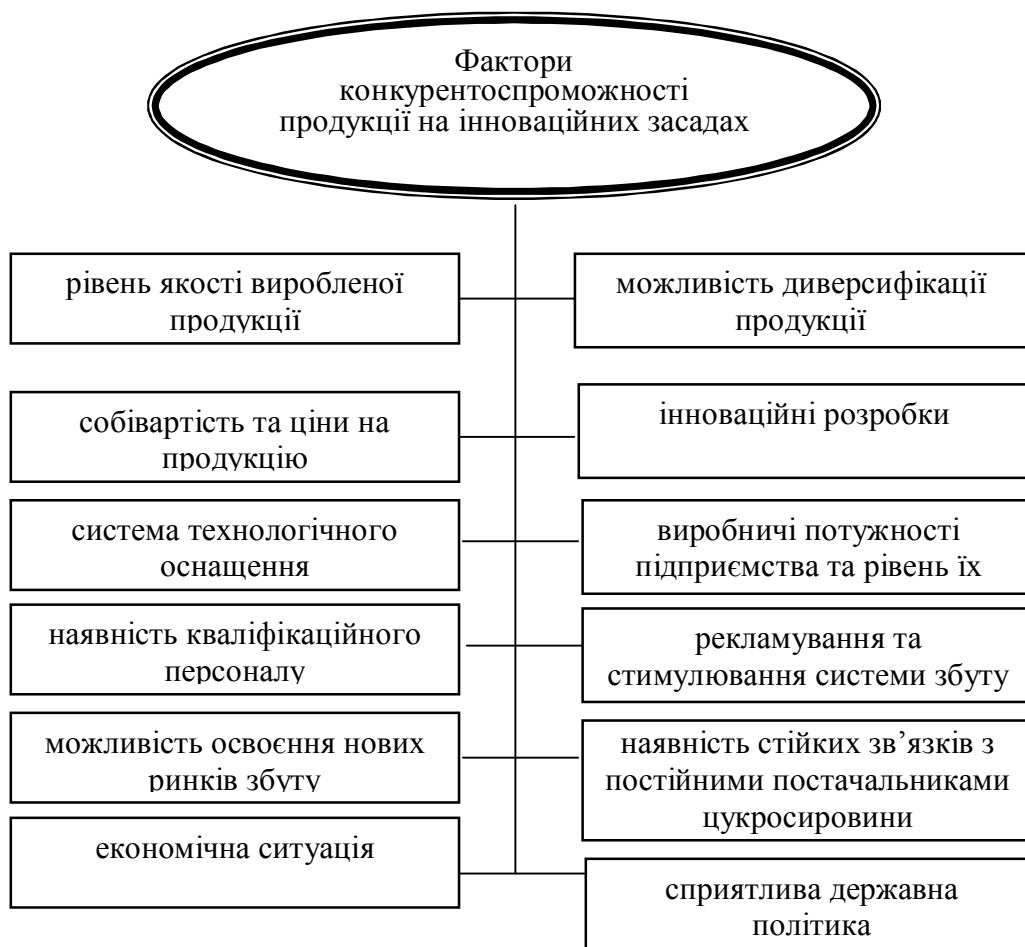 Фактори
конкурентоспроможності
продукції на інноваційних засадах
рівень якості виробленої
продукції
можливість диверсифікації
продукції
собівартість та ціни на
продукцію
інноваційні розробки
система технологічного
оснащення
виробничі потужності
підприємства та рівень їх
наявність кваліфікаційного
персоналу
рекламування та
стимулювання системи збуту
можливість освоєння нових
ринків збуту
наявність стійких зв’язків з
постійними постачальниками
цукросировини
економічна ситуація
сприятлива державна
політика